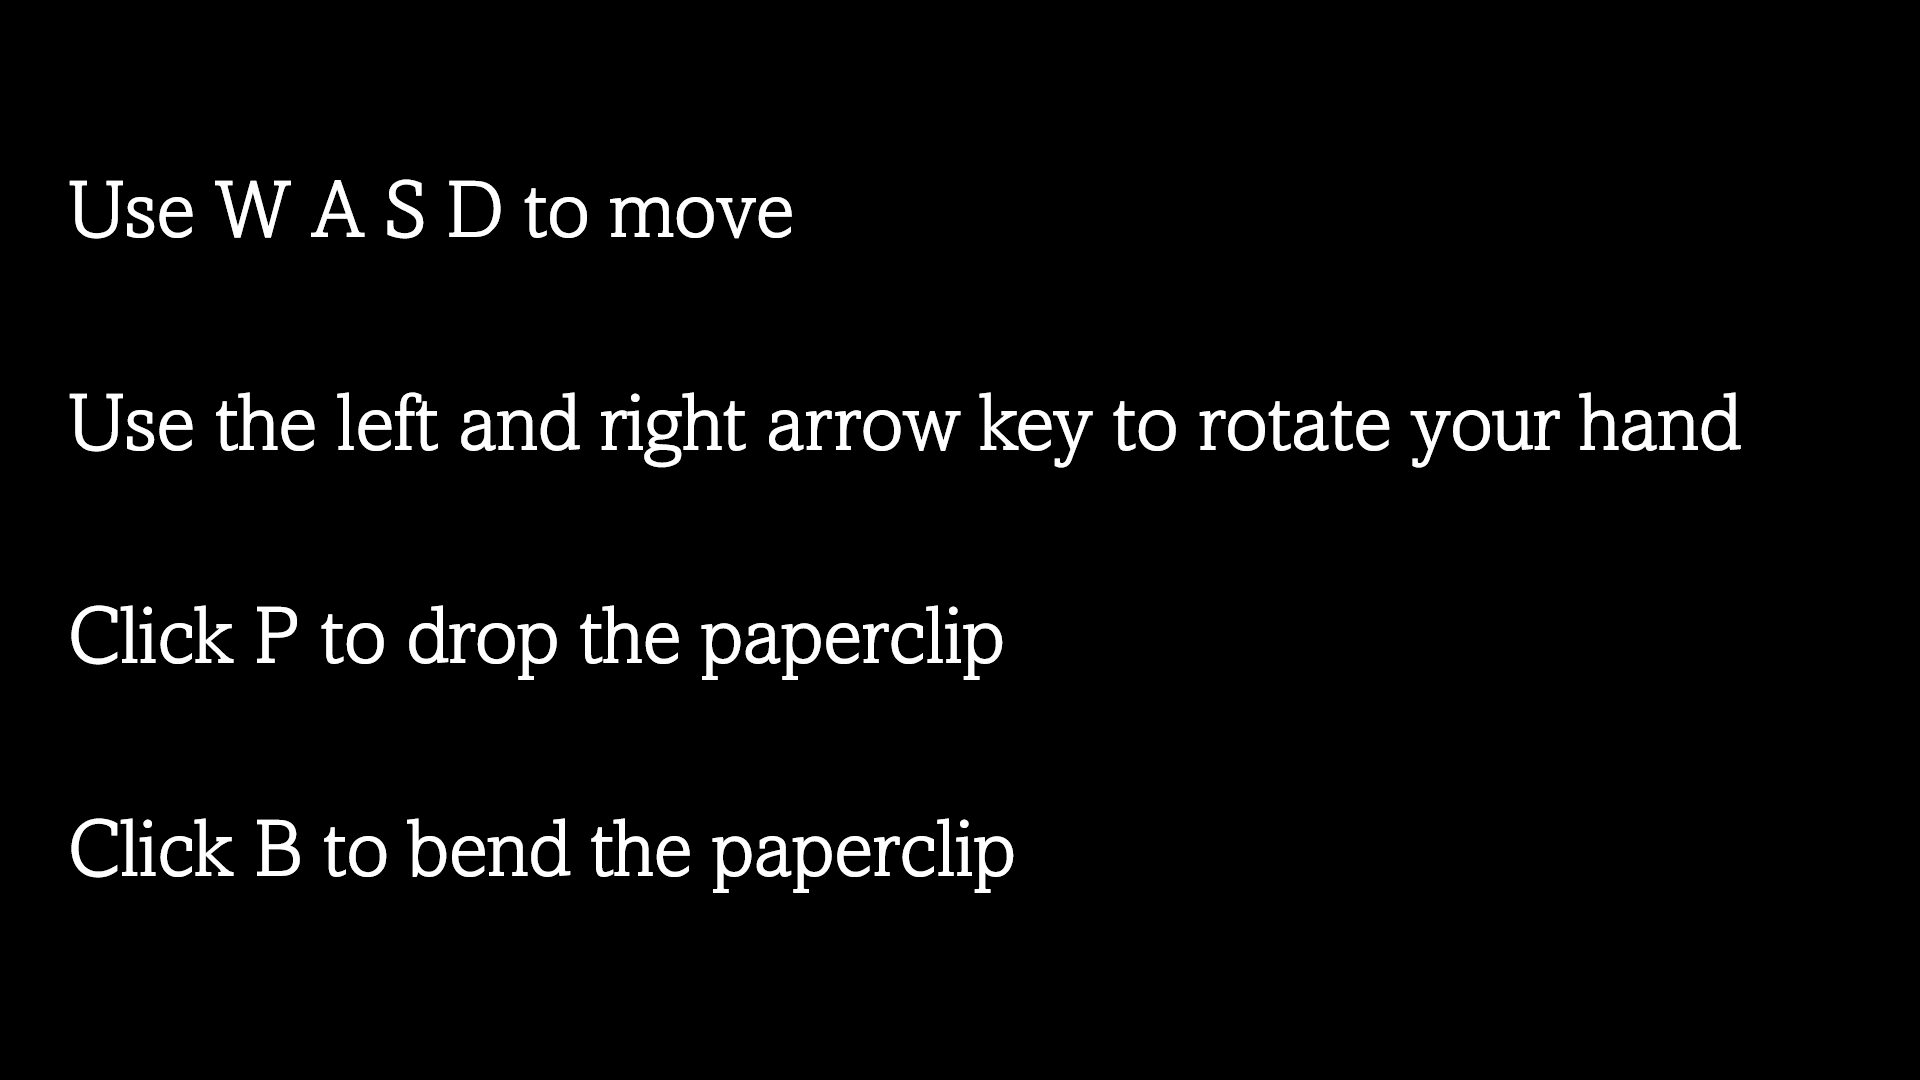 Use W A S D to move
Use the left and right arrow key to rotate your hand
Click P to drop the paperclip
Click B to bend the paperclip